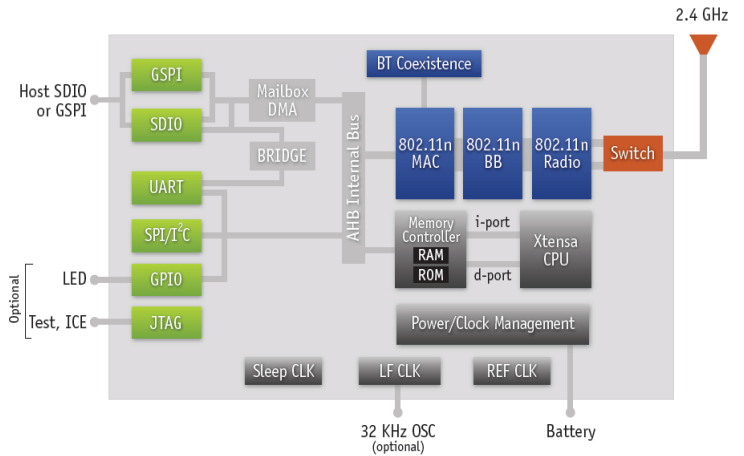 2.4 GHz
GSPI
BT Coexistence
Host SDIO
or GSPI
Mailbox
DMA
SDIO
AHB Internal Bus
802.11n
MAC
802.11n
BB
802.11n
Radio
Switch
BRIDGE
UART
SPI/I²C
Memory
Controller
RAM
ROM
i-port
d-port
Xtensa
CPU
Optional
LED
GPIO
Test, ICE
JTAG
Power/Clock Management
Sleep CLK
LF CLK
REF CLK
32 KHz OSC
(optional)
Battery